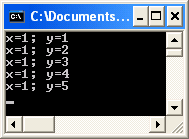 C:\Documents...
x=1; y=1
x=1; y=2
x=1; y=3
x=1; y=4
x=1; y=5